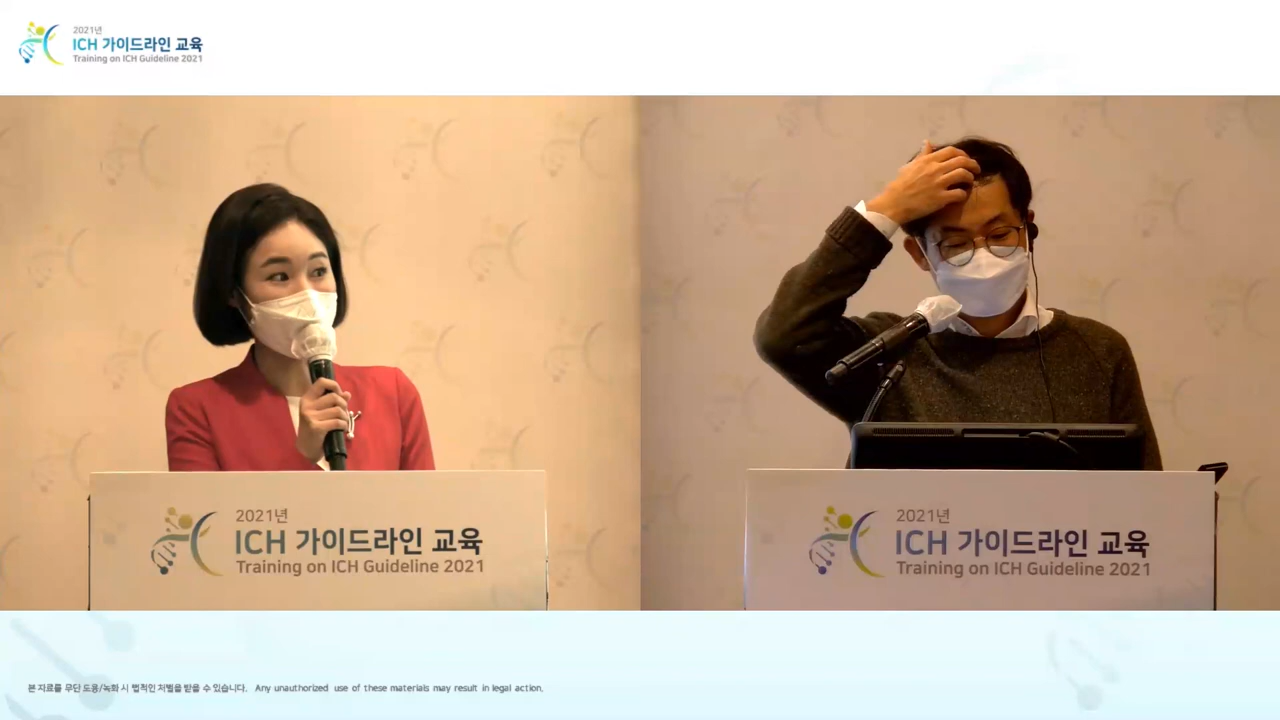 2021년
ICH 가이드라인 교육
Training on ICH Guideline 2021
2021년
ICH 가이드라인 교육
Training on ICH Guideline 2021
2021년
ICH 가이드라인 교육
Training on ICH Guideline 2021
본 자료를 무단 도용/녹화 시 법적인 처벌을 받을 수 있습니다. Any unauthorized use of these materials may result in legal action.